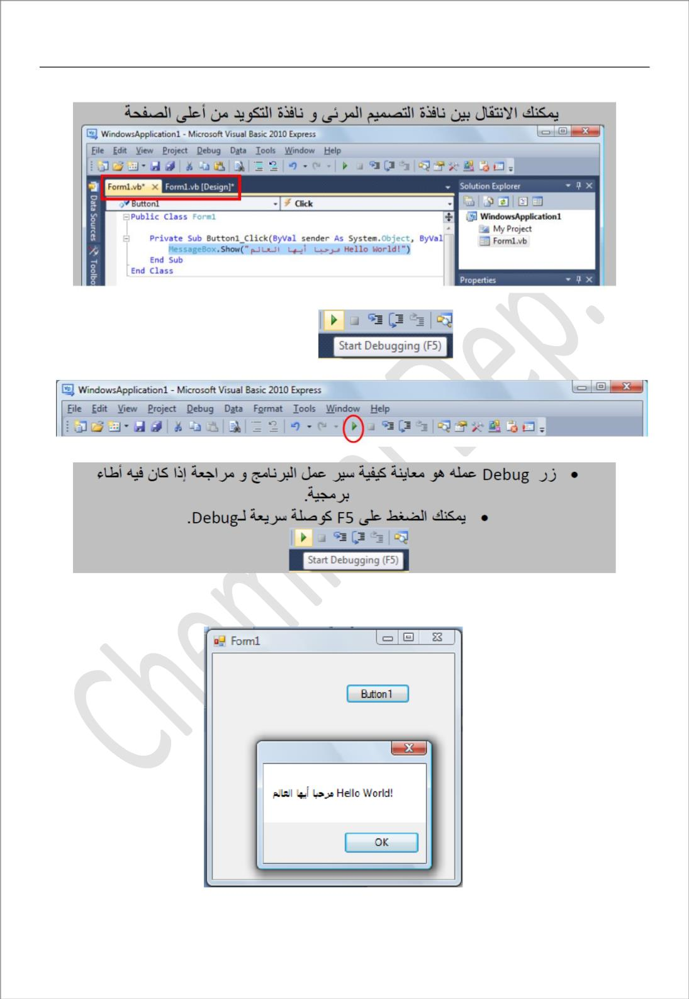 يمكنك الانتقال بين نافذة التصميم المرئي و نافذة التكويد من أعلى الصفحة
WindowsApplication1 - Microsoft Visual Basic 2010 Express
File Edit View Project Debug Data Tools Window Help
Form1.vb* Form1.vb [Design]*
Solution Explorer
Button1 Click
Data Sources
Toolbo
Public Class Form1
Private Sub Button1_Click(ByVal sender As System.Object, ByVal
MessageBox.Show("مرحبا أيها العالم Hello World!")
End Sub
End Class
WindowsApplication1
My Project
Form1.vb
Properties
Start Debugging (F5)
WindowsApplication1 - Microsoft Visual Basic 2010 Express
File Edit View Project Debug Data Format Tools Window Help
• زر Debug عمله هو معاينة كيفية سير عمل البرنامج و مراجعة إذا كان فيه أطاء
برمجية.
• يمكنك الضغط على F5 كوصلة سريعة لـDebug.
Start Debugging (F5)
Form1
Button1
مرحبا أيها العالم Hello World!
OK